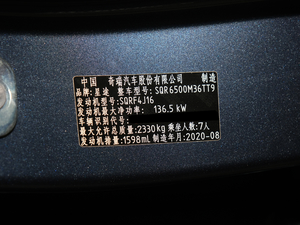 中国 奇瑞汽车股份有限公司 制造
品牌:星途 整车型号:SQR6500M36TT9
发动机型号:SQRF4J16
发动机最大净功率: 136.5 kW
车辆识别代号:
最大允许总质量:2330kg 乘坐人数:7人
发动机排量:1598mL 制造年月:2020-08